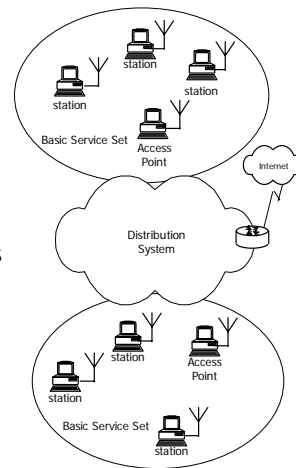 station
station
station
Basic Service Set
Access
Point
Internet
Distribution
System
s
station
Access
Point
station
Basic Service Set
station